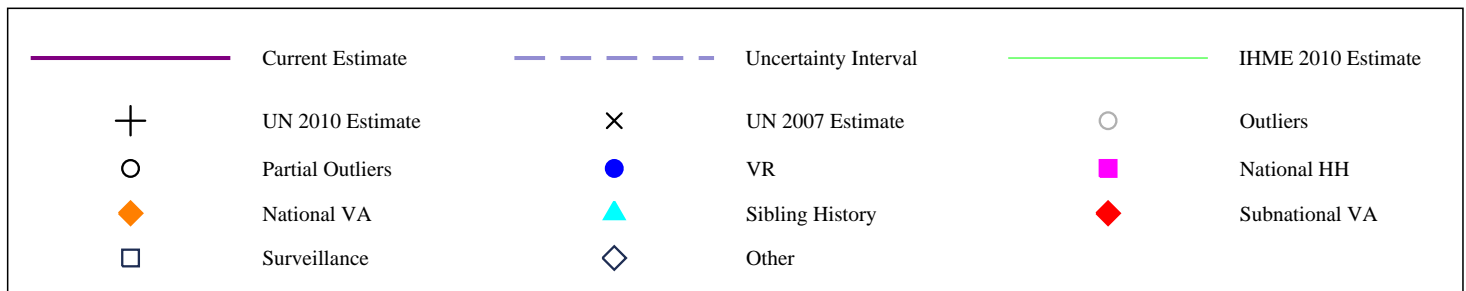 Current Estimate Uncertainty Interval IHME 2010 Estimate
UN 2010 Estimate UN 2007 Estimate Outliers
Partial Outliers VR National HH
National VA Sibling History Subnational VA
Surveillance Other